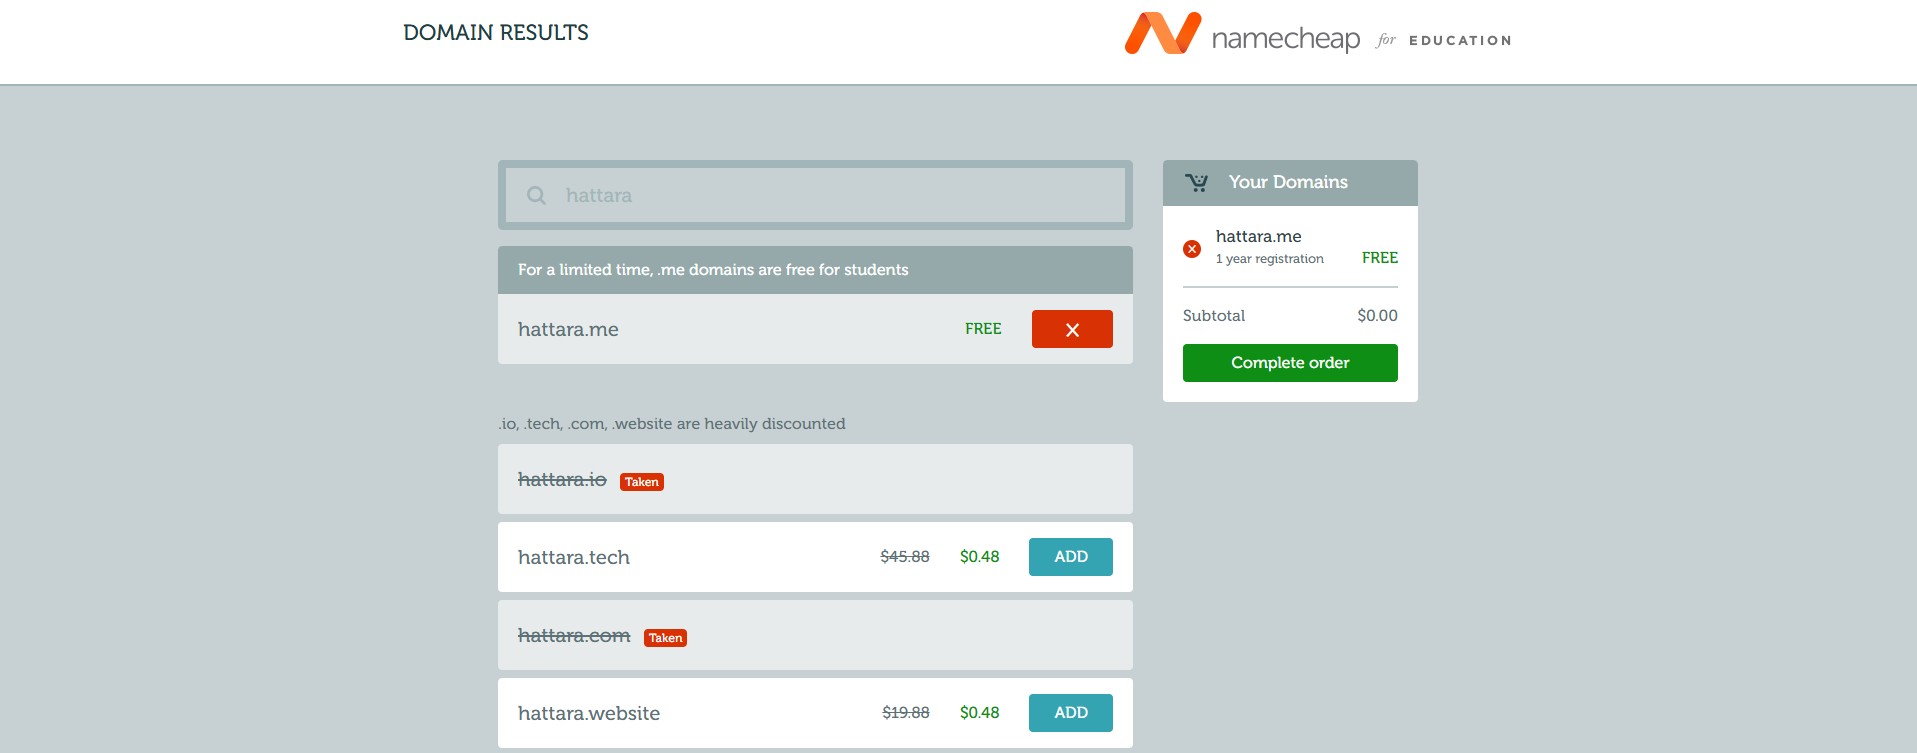 DOMAIN RESULTS
namecheap for EDUCATION
hattara
For a limited time, .me domains are free for students
hattara.me FREE
.io, .tech, .com, .website are heavily discounted
hattara.io Taken
hattara.tech $45.88 $0.48 ADD
hattara.com Taken
hattara.website $19.88 $0.48 ADD
Your Domains
hattara.me
1 year registration FREE
Subtotal $0.00
Complete order